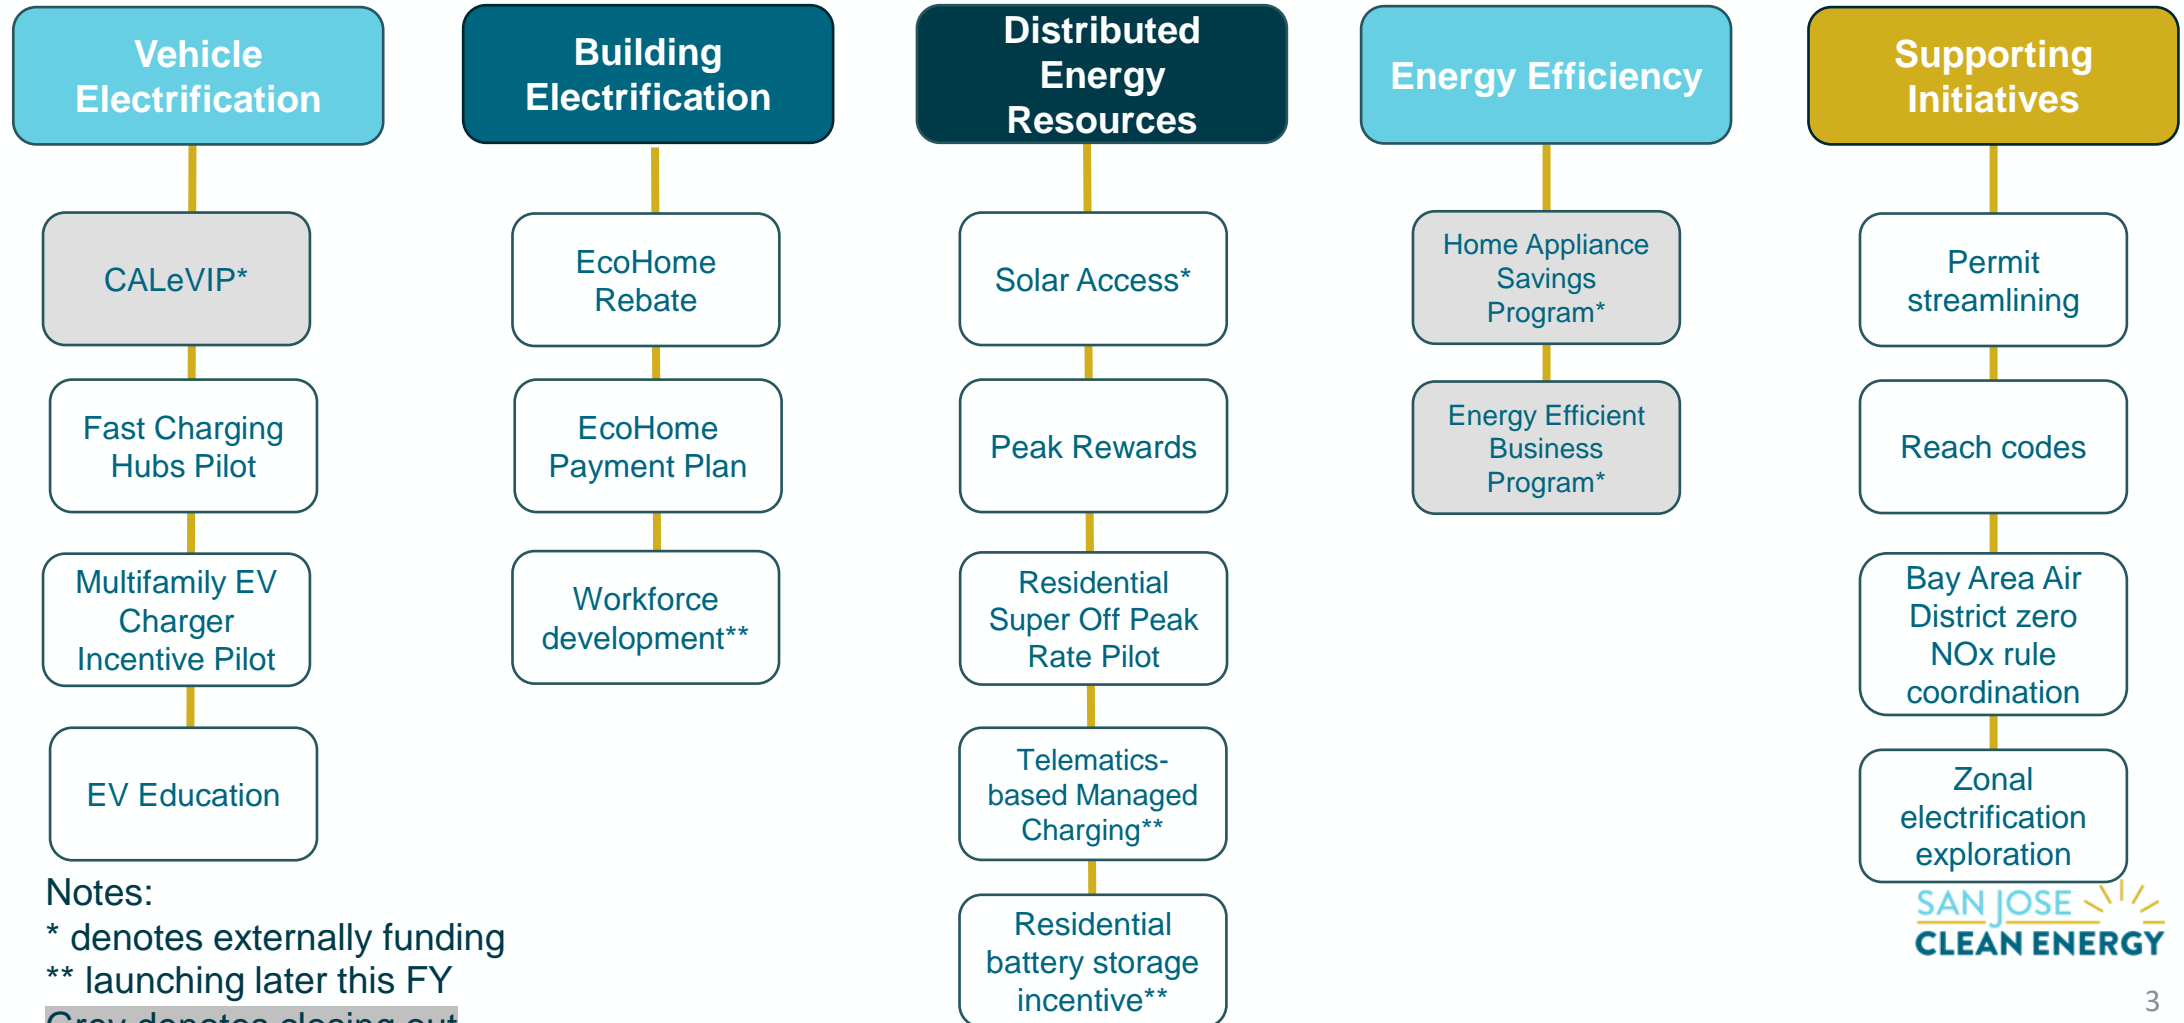 Vehicle
Electrification
CALeVIP*
Fast Charging
Hubs Pilot
Multifamily EV
Charger
Incentive Pilot
EV Education
Building
Electrification
EcoHome
Rebate
EcoHome
Payment Plan
Workforce
development**
Distributed
Energy
Resources
Solar Access*
Peak Rewards
Residential
Super Off Peak
Rate Pilot
Telematics-
based Managed
Charging**
Residential
battery storage
incentive**
Energy Efficiency
Home Appliance
Savings
Program*
Energy Efficient
Business
Program*
Supporting
Initiatives
Permit
streamlining
Reach codes
Bay Area Air
District zero
NOx rule
coordination
Zonal
electrification
exploration
Notes:
* denotes externally funding
** launching later this FY
Grey denotes closing out
SAN JOSE
CLEAN ENERGY
3